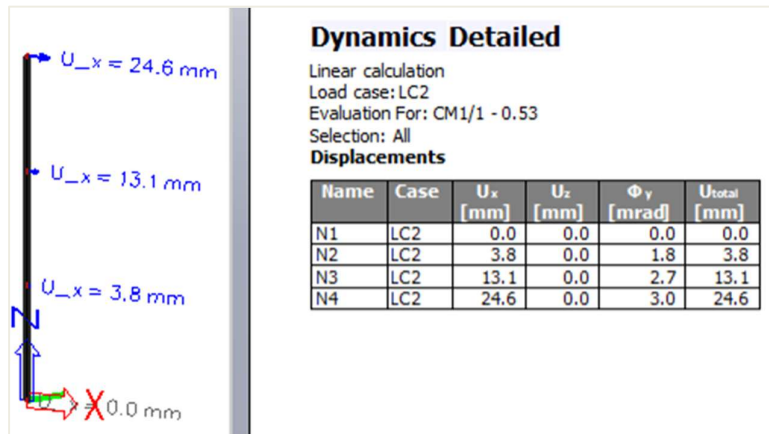 U_x = 24.6 mm
U_x = 13.1 mm
U_x = 3.8 mm
Z
X
0.0 mm
Dynamics Detailed
Linear calculation
Load case: LC2
Evaluation For: CM1/1 - 0.53
Selection: All
Displacements
Name Case Ux [mm] Uz [mm] Φy [mrad] Utotal [mm]
N1 LC2 0.0 0.0 0.0 0.0
N2 LC2 3.8 0.0 1.8 3.8
N3 LC2 13.1 0.0 2.7 13.1
N4 LC2 24.6 0.0 3.0 24.6